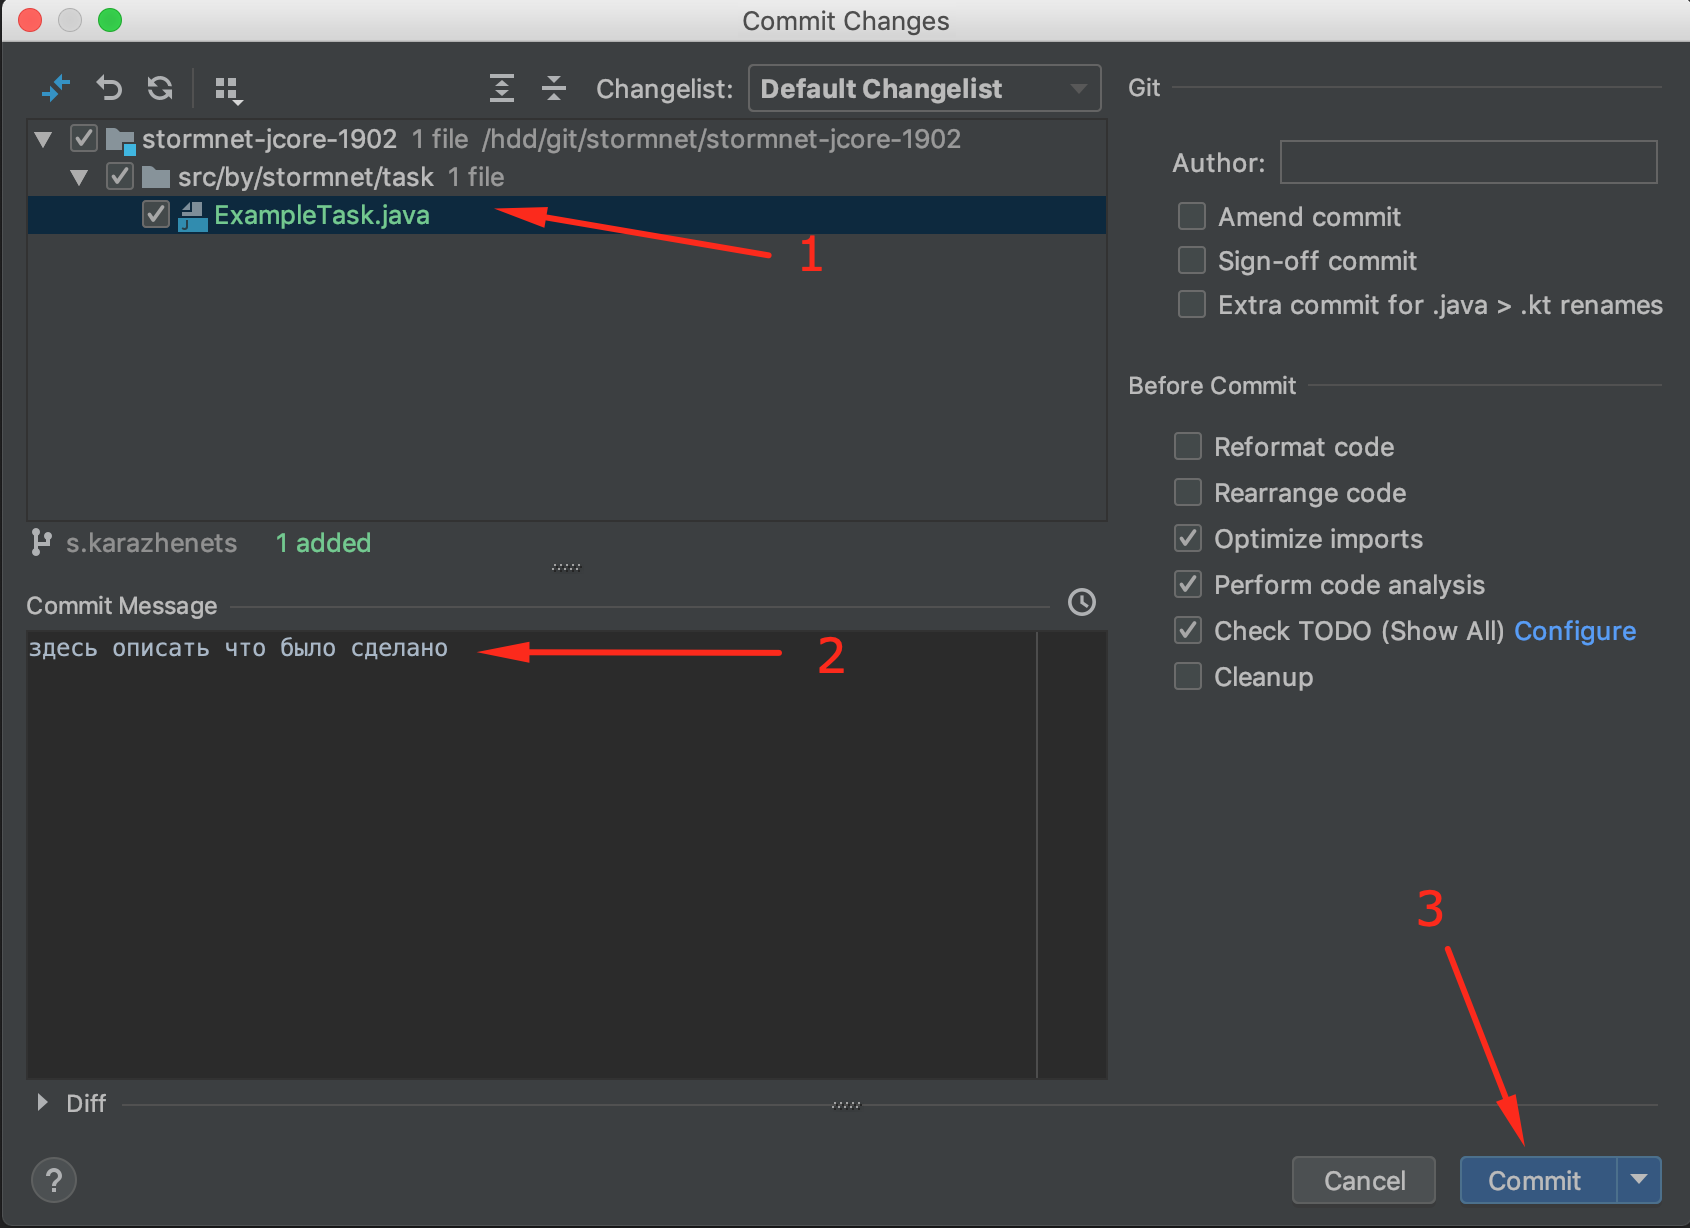 Commit Changes
Changelist: Default Changelist
stormnet-jcore-1902 1 file /hdd/git/stormnet/stormnet-jcore-1902
src/by/stormnet/task 1 file
J ExampleTask.java
1
s.karazhenets 1 added
Commit Message
здесь описать что было сделано
2
Diff
Git
Author:
Amend commit
Sign-off commit
Extra commit for .java > .kt renames
Before Commit
Reformat code
Rearrange code
Optimize imports
Perform code analysis
Check TODO (Show All) Configure
Cleanup
3
?
Cancel
Commit